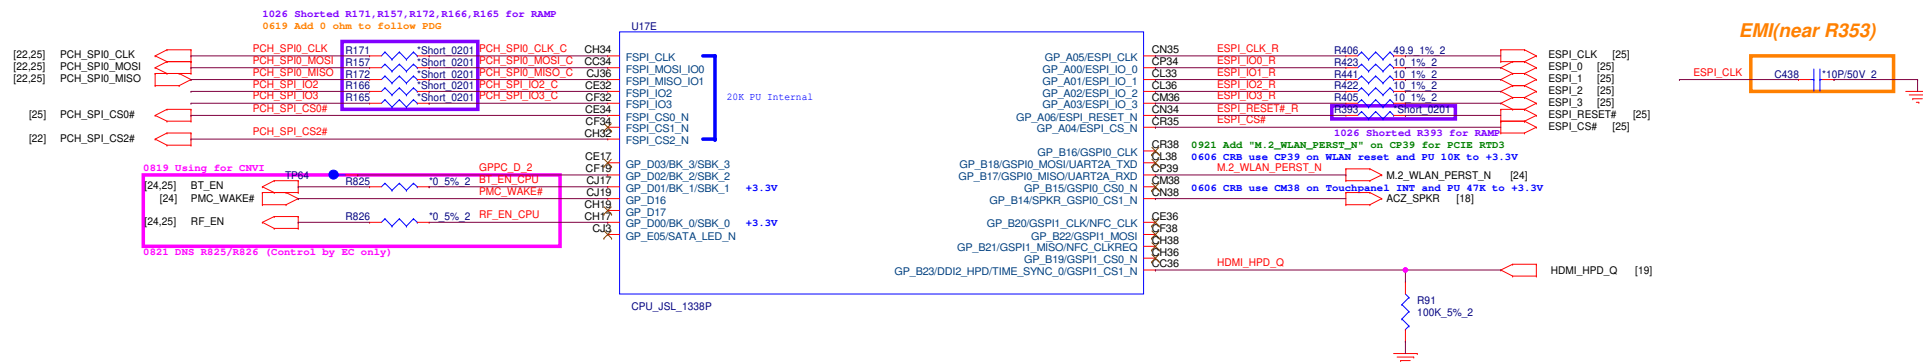 1026 Shorted R171,R157,R172,R166,R165 for RAMP
0619 Add 0 ohm to follow PDG
U17E
EMI(near R353)
[22,25] PCH_SPI0_CLK PCH_SPI0_CLK R171 *Short_0201 PCH_SPI0_CLK_C CH34 FSPI_CLK
[22,25] PCH_SPI0_MOSI PCH_SPI0_MOSI R157 *Short_0201 PCH_SPI0_MOSI_C CC34 FSPI_MOSI_IO0
[22,25] PCH_SPI0_MISO PCH_SPI0_MISO R172 *Short_0201 PCH_SPI0_MISO_C CJ36 FSPI_MISO_IO1
PCH_SPI_IO2 R166 *Short_0201 PCH_SPI_IO2_C CE32 FSPI_IO2
PCH_SPI_IO3 R165 *Short_0201 PCH_SPI_IO3_C CF32 FSPI_IO3
[25] PCH_SPI_CS0# PCH_SPI_CS0# CE34 FSPI_CS0_N
CF34 FSPI_CS1_N
[22] PCH_SPI_CS2# PCH_SPI_CS2# CH32 FSPI_CS2_N
20K PU Internal
GP_A05/ESPI_CLK CN35 ESPI_CLK_R R406 49.9_1%_2 ESPI_CLK [25]
GP_A00/ESPI_IO_0 CP34 ESPI_IO0_R R423 10_1%_2 ESPI_0 [25]
GP_A01/ESPI_IO_1 CL33 ESPI_IO1_R R441 10_1%_2 ESPI_1 [25]
GP_A02/ESPI_IO_2 CL36 ESPI_IO2_R R422 10_1%_2 ESPI_2 [25]
GP_A03/ESPI_IO_3 CM36 ESPI_IO3_R R405 10_1%_2 ESPI_3 [25]
GP_A06/ESPI_RESET_N CN34 ESPI_RESET#_R R393 *Short_0201 ESPI_RESET# [25]
GP_A04/ESPI_CS_N CR35 ESPI_CS# ESPI_CS# [25]
1026 Shorted R393 for RAMP
ESPI_CLK C438 *10P/50V_2
0819 Using for CNVI
CE17 GP_D03/BK_3/SBK_3
TP64 GPPC_D_2 CF19 GP_D02/BK_2/SBK_2
[24,25] BT_EN R825 *0_5%_2 BT_EN_CPU CJ17 GP_D01/BK_1/SBK_1 +3.3V
[24] PMC_WAKE# PMC_WAKE# CJ19 GP_D16
CH19 GP_D17
[24,25] RF_EN R826 *0_5%_2 RF_EN_CPU CH17 GP_D00/BK_0/SBK_0 +3.3V
CJ3 GP_E05/SATA_LED_N
0821 DNS R825/R826 (Control by EC only)
GP_B16/GSPI0_CLK CR38 0921 Add "M.2_WLAN_PERST_N" on CP39 for PCIE RTD3
GP_B18/GSPI0_MOSI/UART2A_TXD CL38 0606 CRB use CP39 on WLAN reset and PU 10K to +3.3V
GP_B17/GSPI0_MISO/UART2A_RXD CP39 M.2_WLAN_PERST_N M.2_WLAN_PERST_N [24]
GP_B15/GSPI0_CS0_N CM38 0606 CRB use CM38 on Touchpanel INT and PU 47K to +3.3V
GP_B14/SPKR_GSPI0_CS1_N CN38 ACZ_SPKR [18]
GP_B20/GSPI1_CLK/NFC_CLK CE36
GP_B22/GSPI1_MOSI CF38
GP_B21/GSPI1_MISO/NFC_CLKREQ CH38
GP_B19/GSPI1_CS0_N CH36
GP_B23/DDI2_HPD/TIME_SYNC_0/GSPI1_CS1_N CC36 HDMI_HPD_Q HDMI_HPD_Q [19]
R91
100K_5%_2
CPU_JSL_1338P